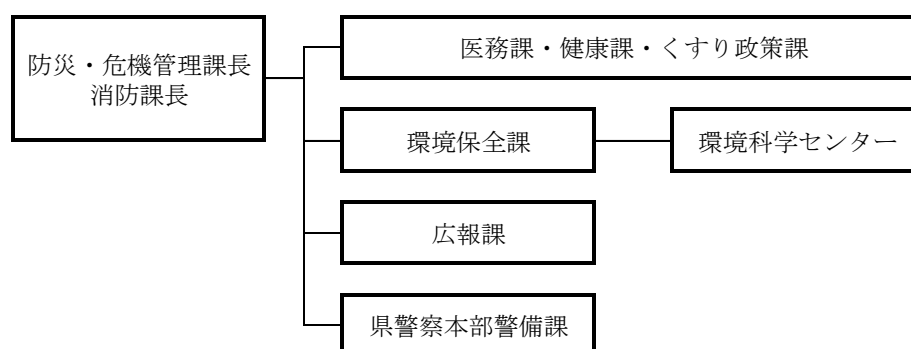 防災・危機管理課長
消防課長
医務課・健康課・くすり政策課
環境保全課
環境科学センター
広報課
県警察本部警備課